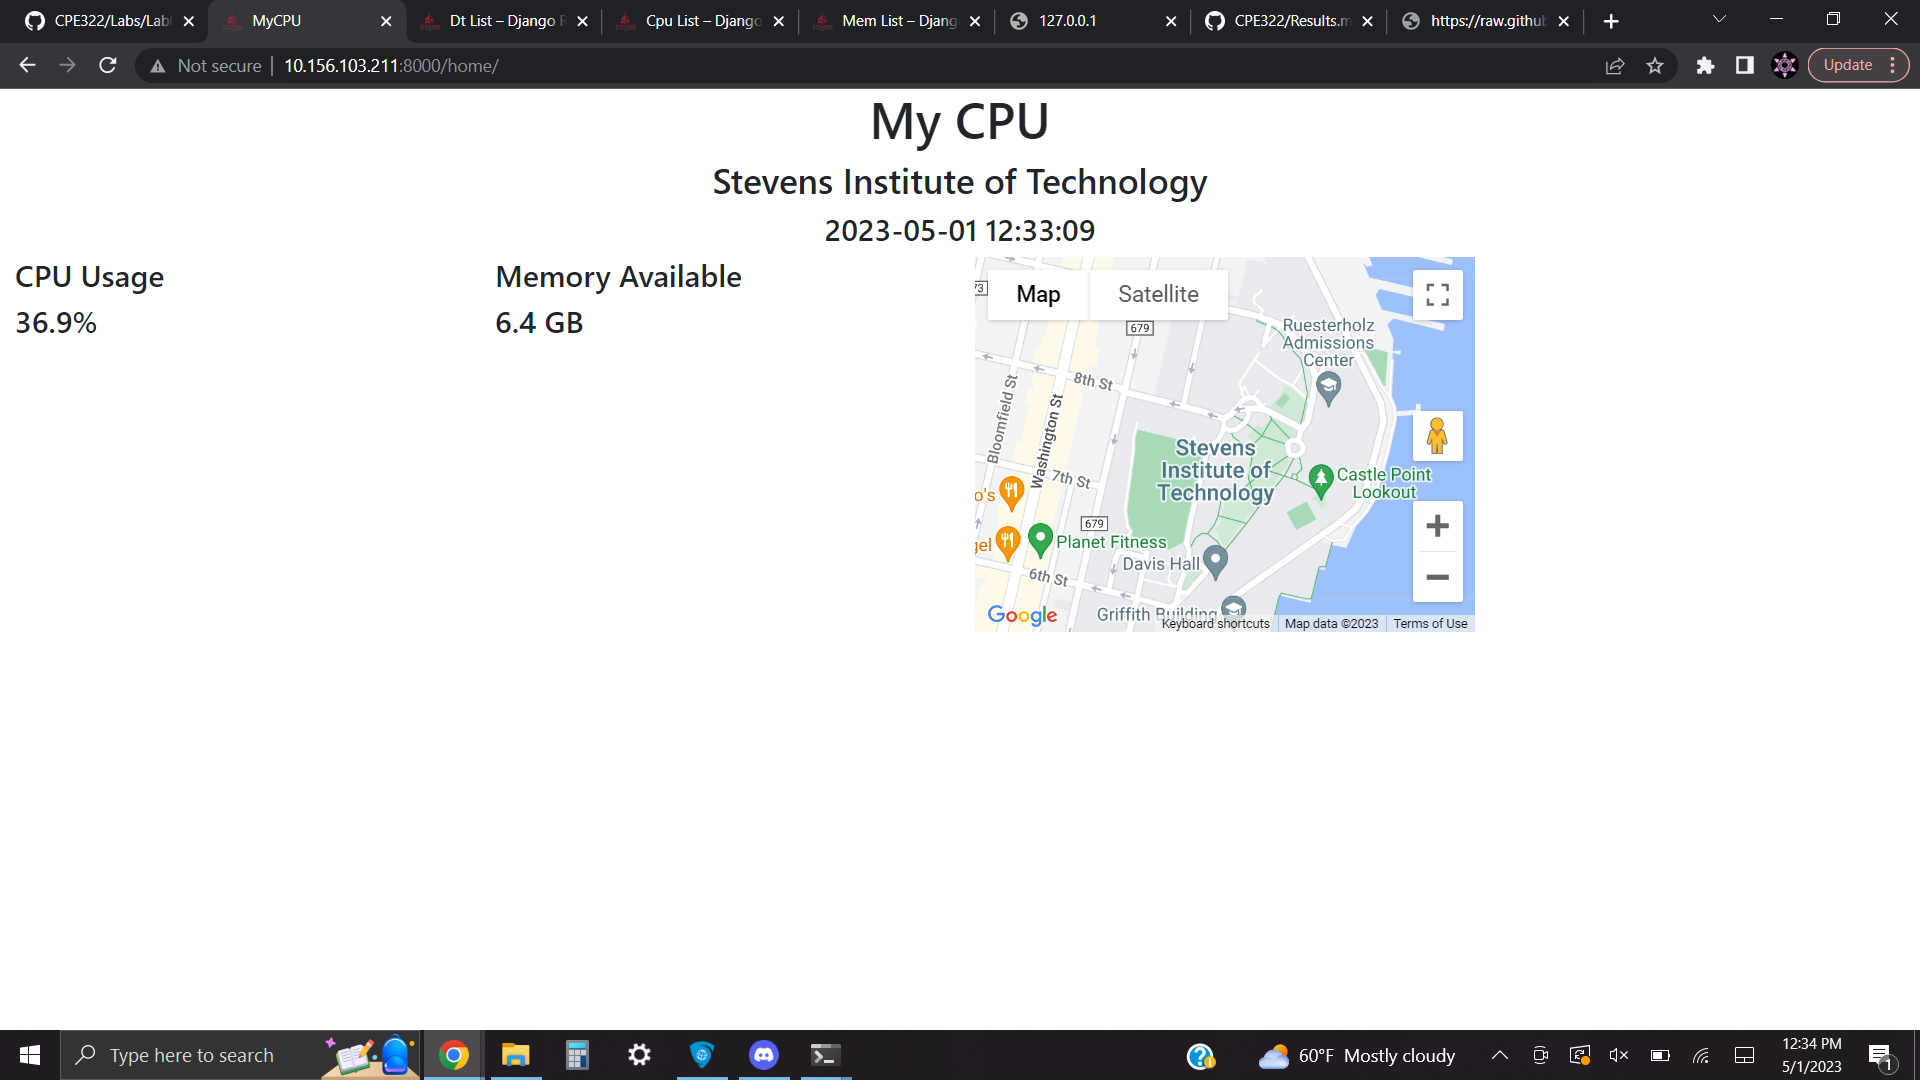 CPE322/Labs/Lab
MyCPU
Dt List – Django R
Cpu List – Django
Mem List – Djang
127.0.0.1
CPE322/Results.m
https://raw.githu
Not secure
10.156.103.211:8000/home/
Update
My CPU
Stevens Institute of Technology
2023-05-01 12:33:09
CPU Usage
36.9%
Memory Available
6.4 GB
Map
Satellite
73
679
Ruesterholz
Admissions
Center
8th St
Bloomfield St
Washington St
Stevens
Institute of
Technology
7th St
Castle Point
Lookout
o's
679
gel
Planet Fitness
Davis Hall
6th St
Griffith Building
Google
Keyboard shortcuts
Map data ©2023
Terms of Use
Type here to search
60°F Mostly cloudy
12:34 PM
5/1/2023
1